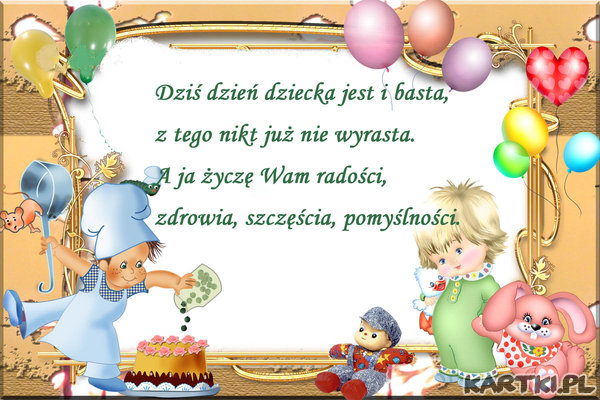 Dziś dzień dziecka jest i basta,
z tego nikt już nie wyrasta.
A ja życzę Wam radości,
zdrowia, szczęścia, pomyślności.
KARTKI.PL